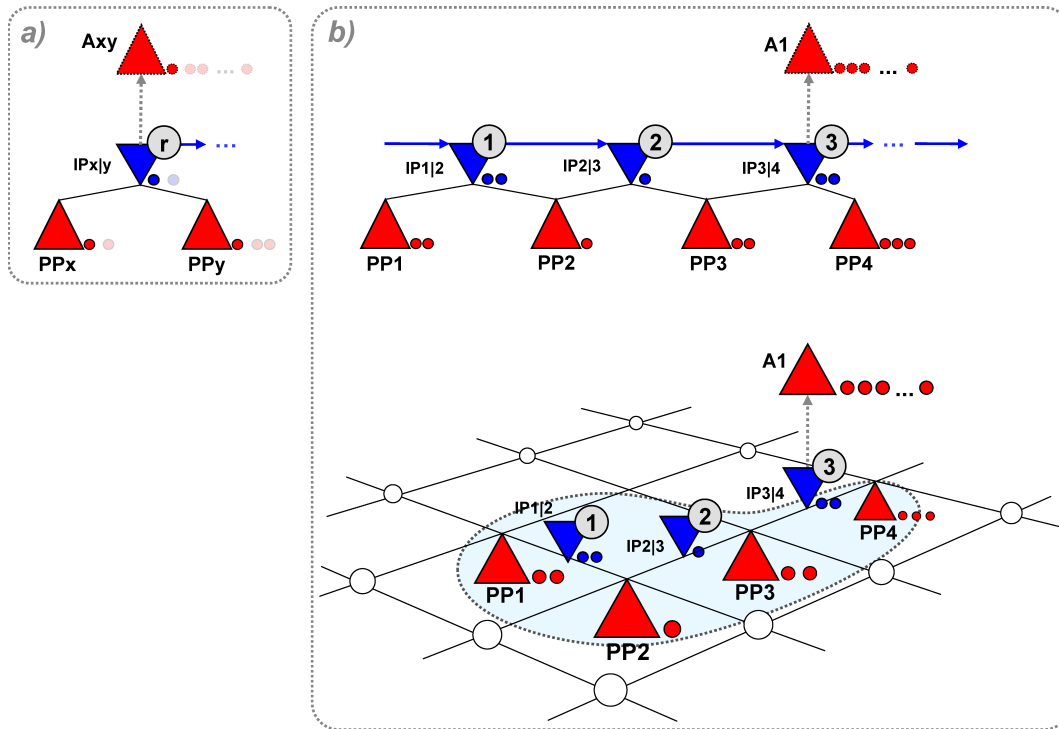 a)
Axy
...
r
...
IPx|y
PPx
PPy
b)
A1
...
1
2
3
...
IP1|2
IP2|3
IP3|4
PP1
PP2
PP3
PP4
A1
...
3
IP3|4
IP1|2
1
2
IP2|3
PP4
PP1
PP3
PP2